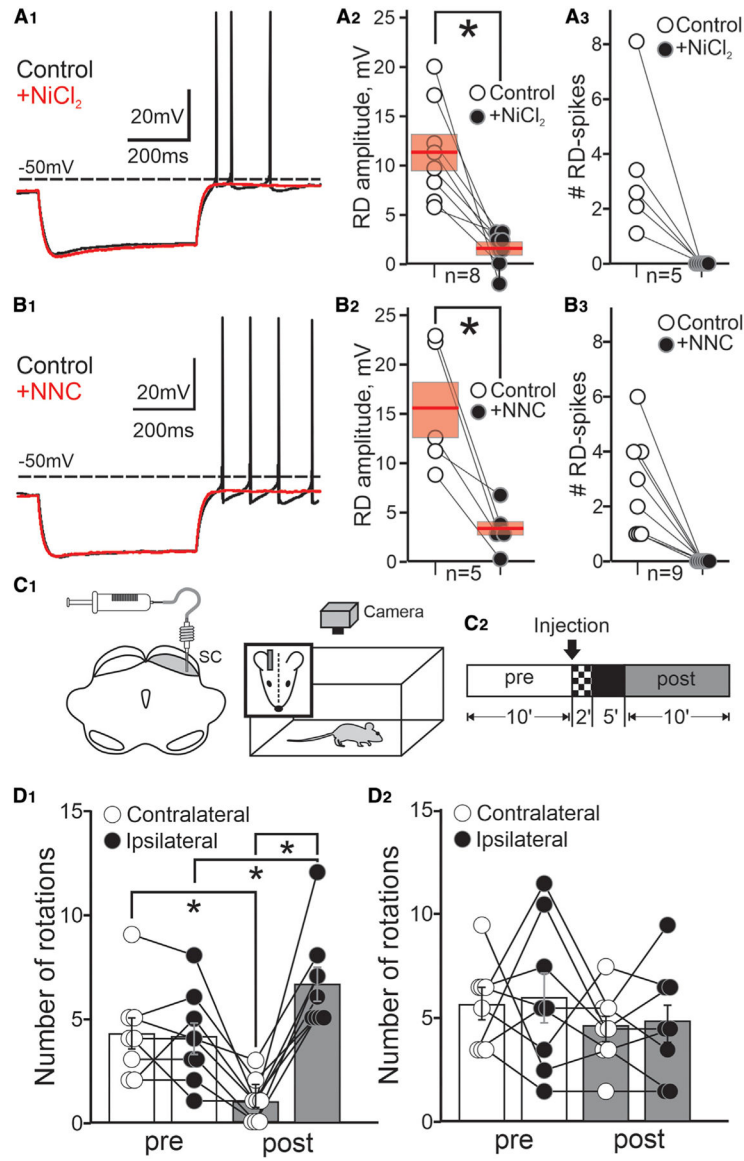 A1
Control
+NiCl2
20mV
200ms
-50mV
A2
*
25
20
15
10
5
0
RD amplitude, mV
Control
+NiCl2
n=8
A3
8
6
4
2
0
# RD-spikes
Control
+NiCl2
n=5
B1
Control
+NNC
20mV
200ms
-50mV
B2
*
25
20
15
10
5
0
RD amplitude, mV
Control
+NNC
n=5
B3
8
6
4
2
0
# RD-spikes
Control
+NNC
n=9
C1
SC
Camera
C2
Injection
pre
post
10'
2'
5'
10'
D1
Contralateral
Ipsilateral
*
*
*
15
10
5
0
Number of rotations
pre
post
D2
Contralateral
Ipsilateral
15
10
5
0
Number of rotations
pre
post